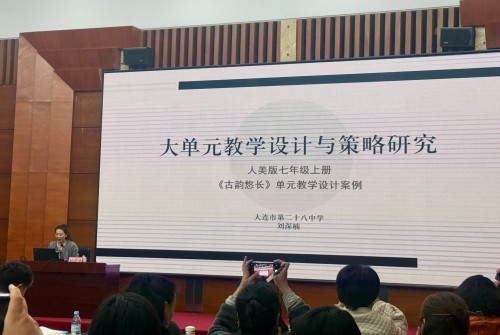 大单元教学设计与策略研究
人美版七年级上册
《古韵悠长》单元教学设计案例
大连市第二十八中学
刘深楠